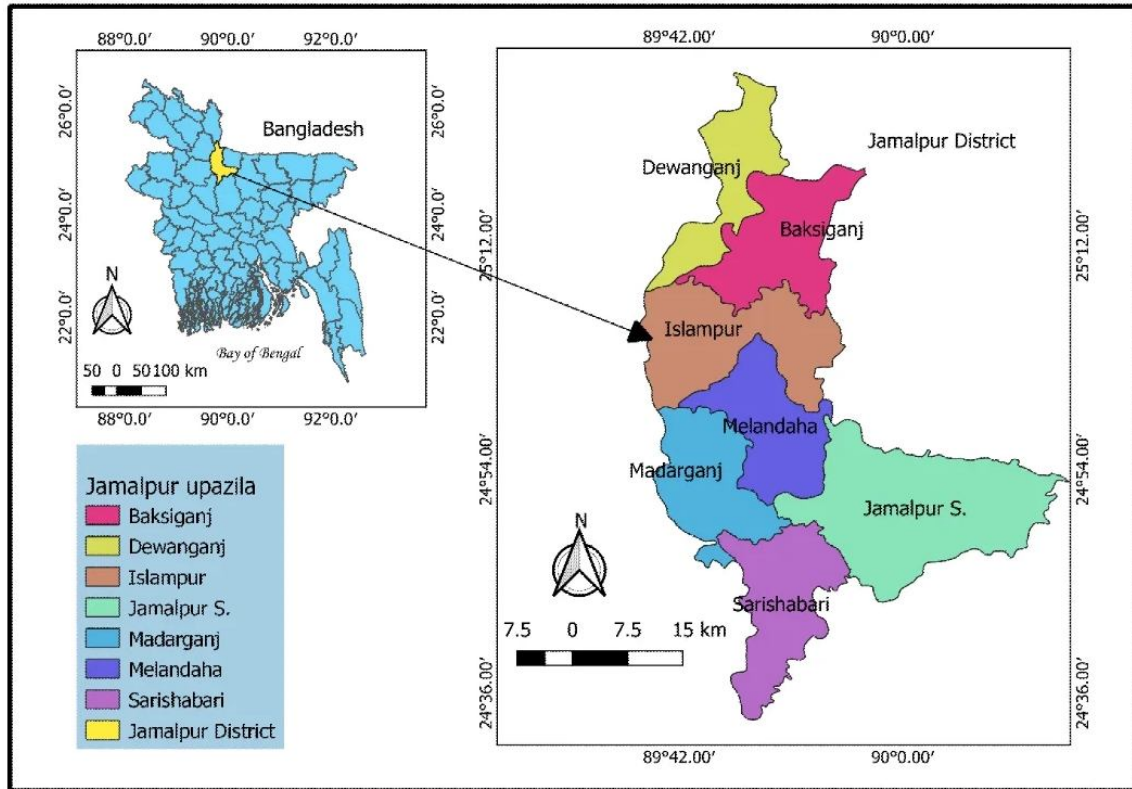 88°0.0′ 90°0.0′ 92°0.0′
26°0.0′
24°0.0′
22°0.0′
26°0.0′
24°0.0′
22°0.0′
Bangladesh
N
Bay of Bengal
50 0 50 100 km
88°0.0′ 90°0.0′ 92°0.0′
Jamalpur upazila
Baksiganj
Dewanganj
Islampur
Jamalpur S.
Madarganj
Melandaha
Sarishabari
Jamalpur District
89°42.00′ 90°0.00′
25°12.00′
24°54.00′
24°36.00′
25°12.00′
24°54.00′
24°36.00′
Jamalpur District
Dewanganj
Baksiganj
Islampur
Melandaha
Madarganj
Jamalpur S.
Sarishabari
N
7.5 0 7.5 15 km
89°42.00′ 90°0.00′